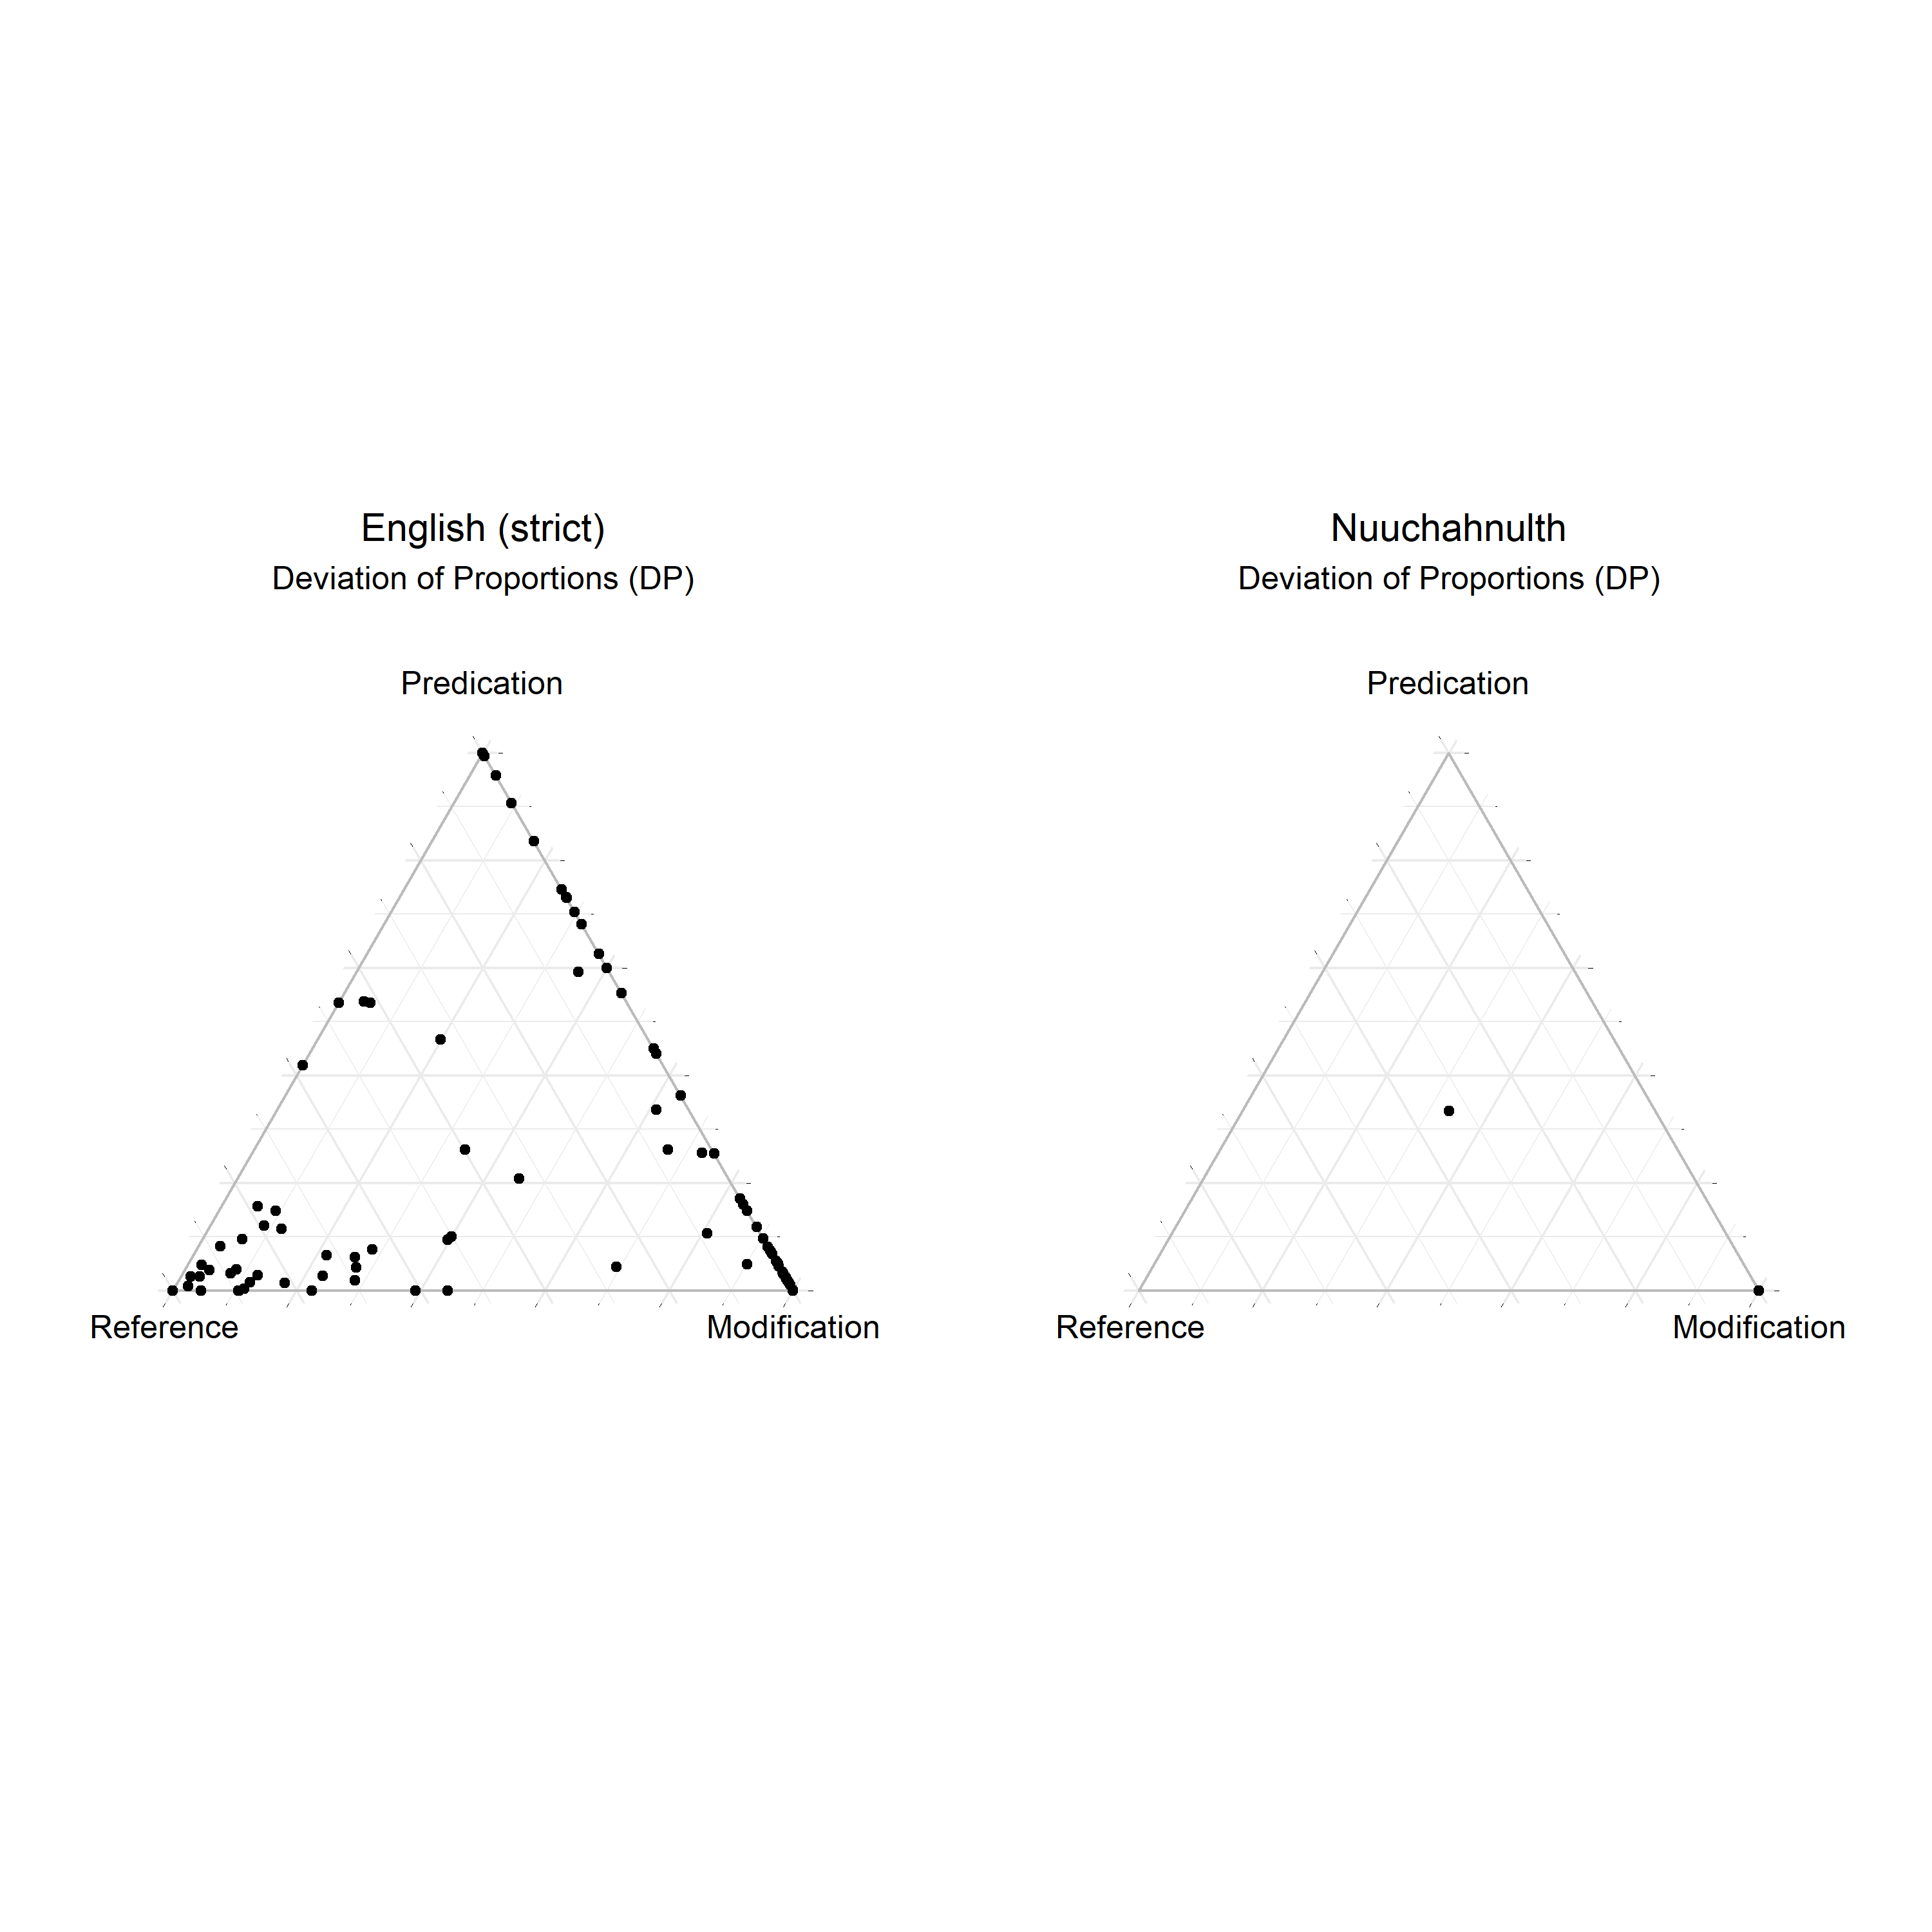 English (strict)
Deviation of Proportions (DP)
Predication
Reference
Modification
Nuuchahnulth
Deviation of Proportions (DP)
Predication
Reference
Modification